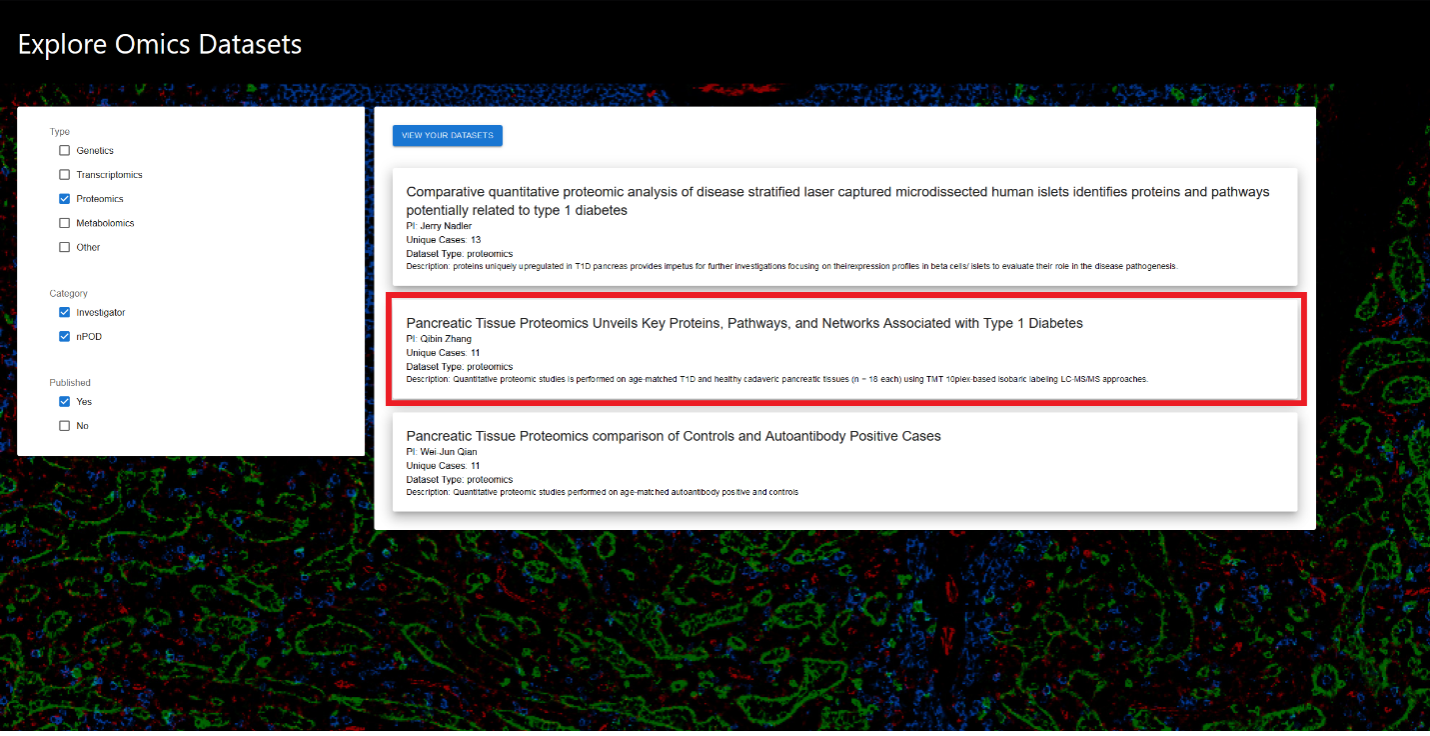 Explore Omics Datasets
Type
Genetics
Transcriptomics
Proteomics
Metabolomics
Other
Category
Investigator
nPOD
Published
Yes
No
VIEW YOUR DATASETS
Comparative quantitative proteomic analysis of disease stratified laser captured microdissected human islets identifies proteins and pathways
potentially related to type 1 diabetes
PI: Jerry Nadler
Unique Cases: 13
Dataset Type: proteomics
Description: proteins uniquely upregulated in T1D pancreas provides impetus for further investigations focusing on theirexpression profiles in beta cells/ islets to evaluate their role in the disease pathogenesis.
Pancreatic Tissue Proteomics Unveils Key Proteins, Pathways, and Networks Associated with Type 1 Diabetes
PI: Qibin Zhang
Unique Cases: 11
Dataset Type: proteomics
Description: Quantitative proteomic studies is performed on age-matched T1D and healthy cadaveric pancreatic tissues (n = 18 each) using TMT 10plex-based isobaric labeling LC-MS/MS approaches.
Pancreatic Tissue Proteomics comparison of Controls and Autoantibody Positive Cases
PI: Wei-Jun Qian
Unique Cases: 11
Dataset Type: proteomics
Description: Quantitative proteomic studies performed on age-matched autoantibody positive and controls